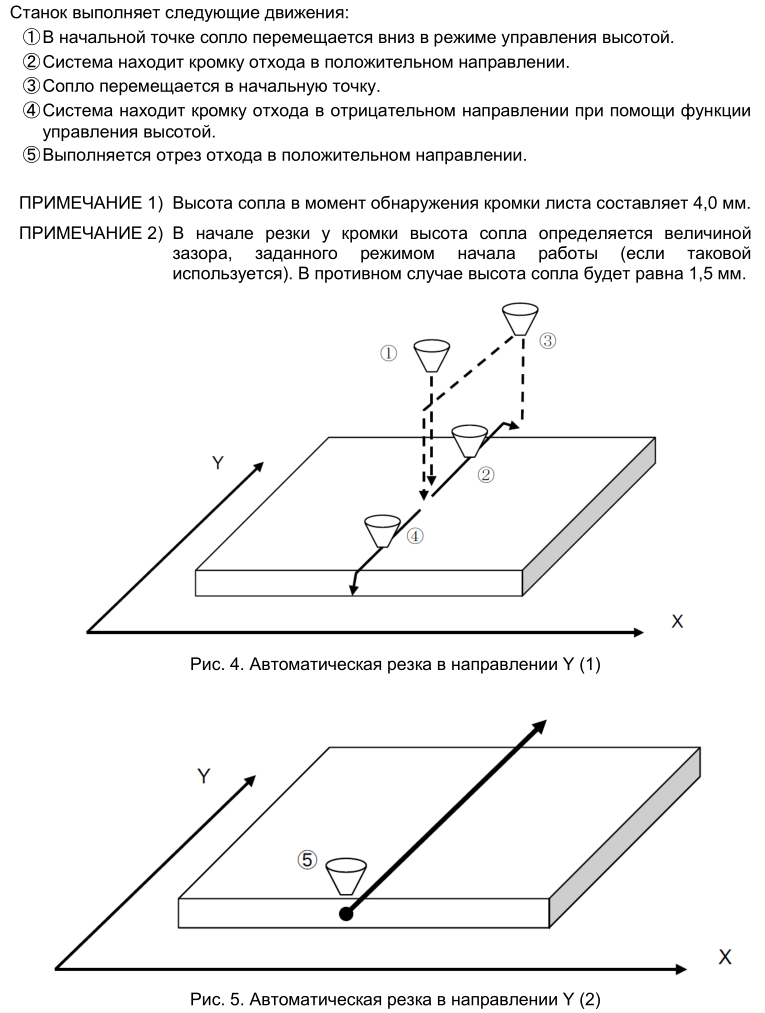 Станок выполняет следующие движения:
①В начальной точке сопло перемещается вниз в режиме управления высотой.
②Система находит кромку отхода в положительном направлении.
③Сопло перемещается в начальную точку.
④Система находит кромку отхода в отрицательном направлении при помощи функции
управления высотой.
⑤Выполняется отрез отхода в положительном направлении.
ПРИМЕЧАНИЕ 1) Высота сопла в момент обнаружения кромки листа составляет 4,0 мм.
ПРИМЕЧАНИЕ 2) В начале резки у кромки высота сопла определяется величиной
зазора, заданного режимом начала работы (если таковой
используется). В противном случае высота сопла будет равна 1,5 мм.
①
③
Y
②
④
X
Рис. 4. Автоматическая резка в направлении Y (1)
Y
⑤
X
Рис. 5. Автоматическая резка в направлении Y (2)